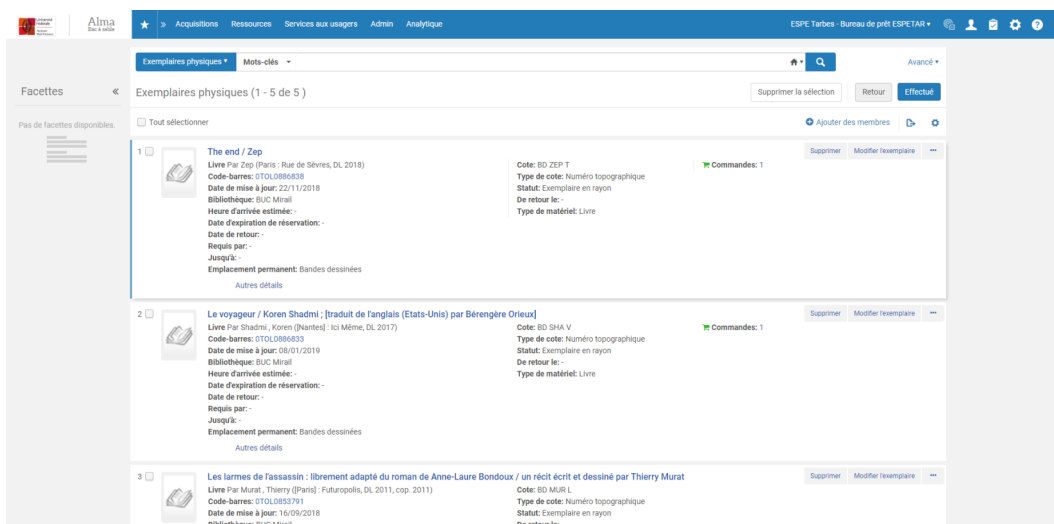 Alma
Bac à sable
Acquisitions Ressources Services aux usagers Admin Analytique
ESPE Tarbes - Bureau de prêt ESPETAR
Exemplaires physiques Mots-clés
Avancé
Facettes «
Exemplaires physiques (1 - 5 de 5 )
Supprimer la sélection Retour Effectué
Pas de facettes disponibles.
Tout sélectionner
Ajouter des membres
1 The end / Zep
Supprimer Modifier l'exemplaire ...
Livre Par Zep (Paris : Rue de Sèvres, DL 2018)
Cote: BD ZEP T
Commandes: 1
Code-barres: 0TOL0886838
Type de cote: Numéro topographique
Date de mise à jour: 22/11/2018
Statut: Exemplaire en rayon
Bibliothèque: BUC Mirail
De retour le: -
Heure d'arrivée estimée: -
Type de matériel: Livre
Date d'expiration de réservation: -
Date de retour: -
Requis par: -
Jusqu'à: -
Emplacement permanent: Bandes dessinées
Autres détails
2 Le voyageur / Koren Shadmi ; [traduit de l'anglais (Etats-Unis) par Bérengère Orieux]
Supprimer Modifier l'exemplaire ...
Livre Par Shadmi , Koren ([Nantes] : Ici Même, DL 2017)
Cote: BD SHA V
Commandes: 1
Code-barres: 0TOL0886833
Type de cote: Numéro topographique
Date de mise à jour: 08/01/2019
Statut: Exemplaire en rayon
Bibliothèque: BUC Mirail
De retour le: -
Heure d'arrivée estimée: -
Type de matériel: Livre
Date d'expiration de réservation: -
Date de retour: -
Requis par: -
Jusqu'à: -
Emplacement permanent: Bandes dessinées
Autres détails
3 Les larmes de l'assassin : librement adapté du roman de Anne-Laure Bondoux / un récit écrit et dessiné par Thierry Murat
Supprimer Modifier l'exemplaire ...
Livre Par Murat , Thierry ([Paris] : Futuropolis, DL 2011, cop. 2011)
Cote: BD MUR L
Code-barres: 0TOL0853791
Type de cote: Numéro topographique
Date de mise à jour: 16/09/2018
Statut: Exemplaire en rayon
Bibliothèque: BUC Mirail
De retour le: -